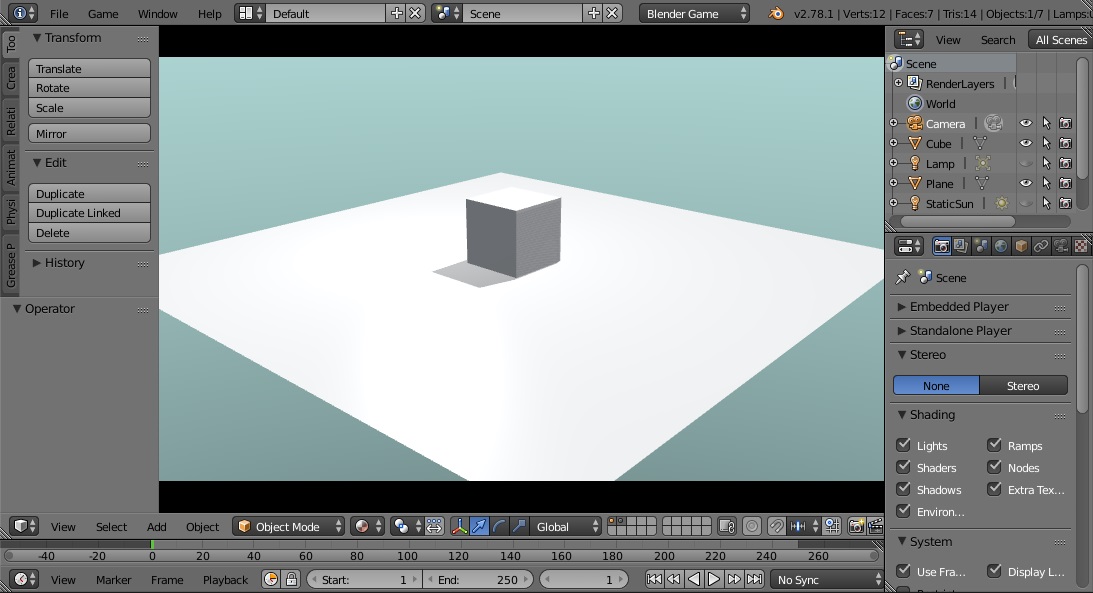 File Game Window Help Default Scene Blender Game v2.78.1 | Verts:12 | Faces:7 | Tris:14 | Objects:1/7 | Lamps:0
Too
Crea
Relati
Animat
Physi
Grease P
Transform
Translate
Rotate
Scale
Mirror
Edit
Duplicate
Duplicate Linked
Delete
History
Operator
View Search All Scenes
Scene
RenderLayers
World
Camera
Cube
Lamp
Plane
StaticSun
Scene
Embedded Player
Standalone Player
Stereo
None Stereo
Shading
Lights Ramps
Shaders Nodes
Shadows Extra Tex...
Environ...
System
Use Fra... Display L...
View Select Add Object Object Mode Global
-40 -20 0 20 40 60 80 100 120 140 160 180 200 220 240 260
View Marker Frame Playback Start: 1 End: 250 1 No Sync